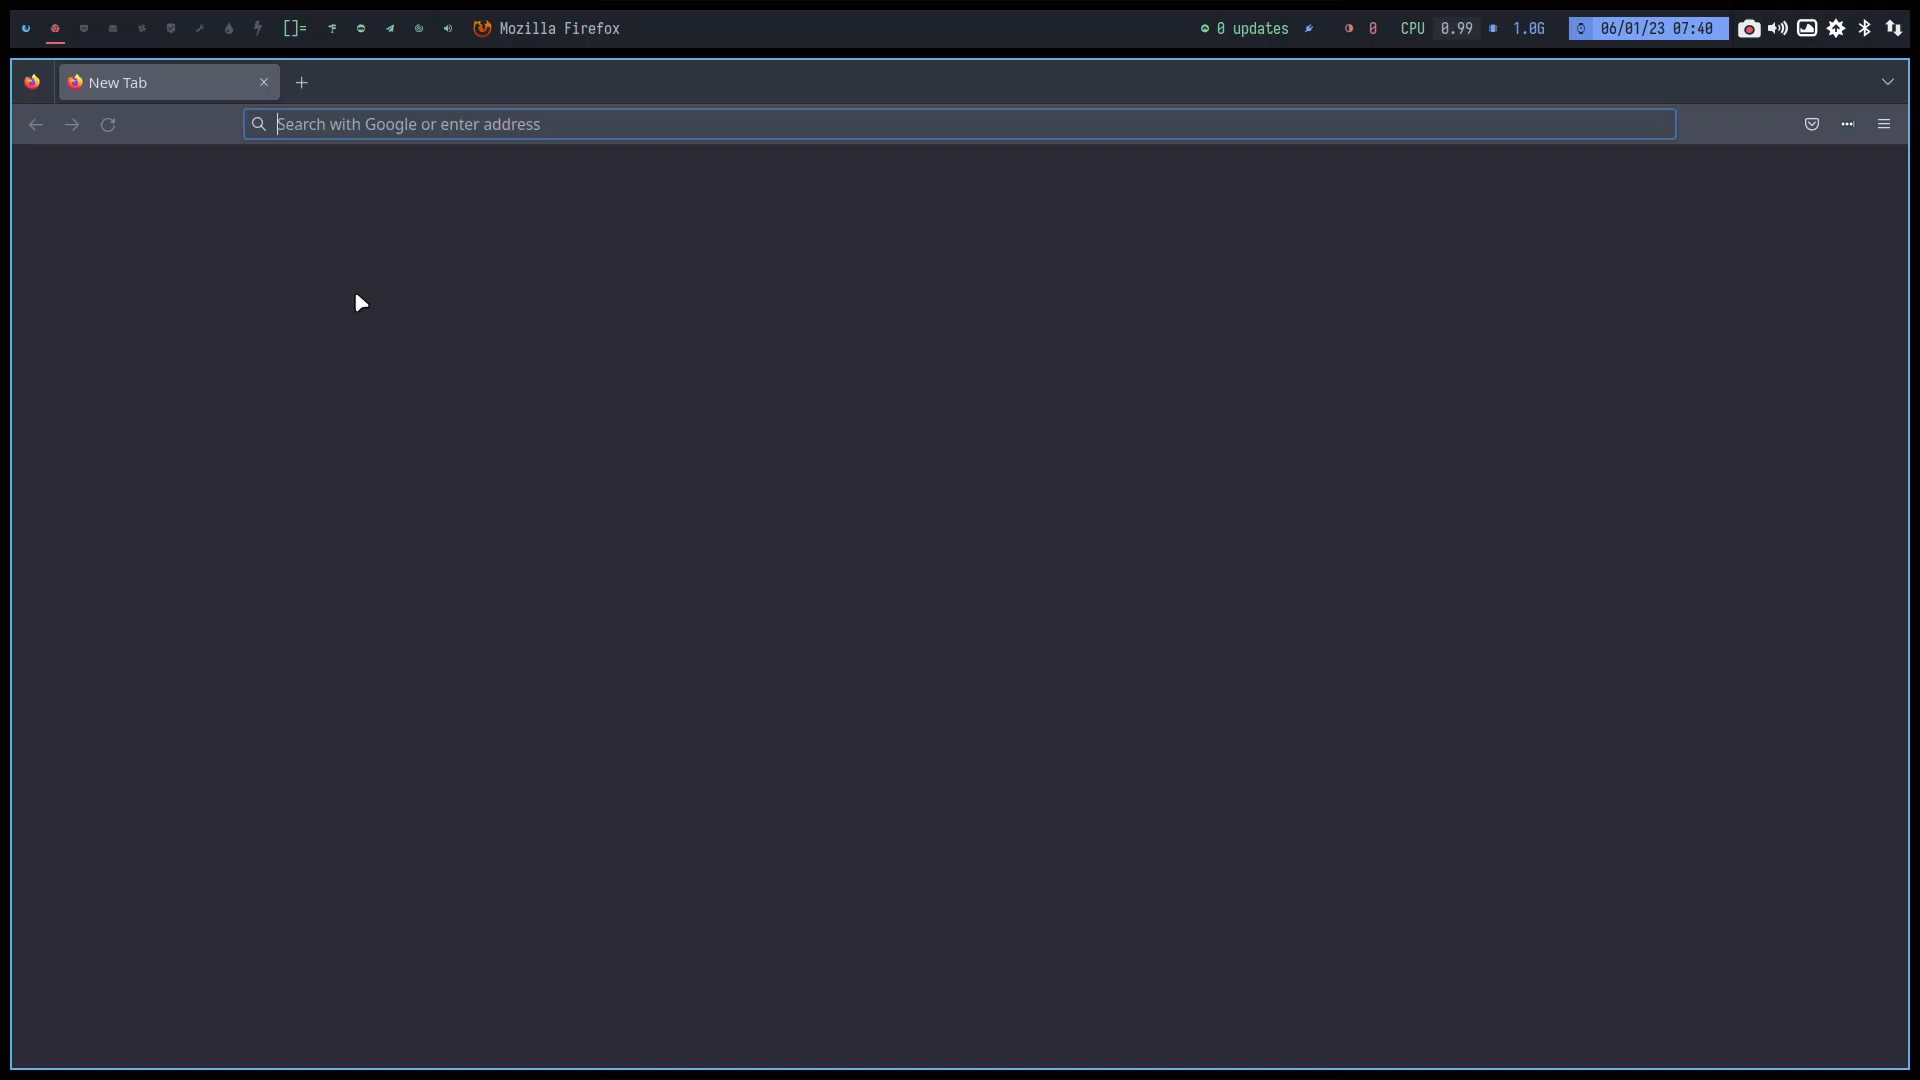 []= Mozilla Firefox 0 updates 0 CPU 0.99 1.0G 06/01/23 07:40
New Tab
Search with Google or enter address